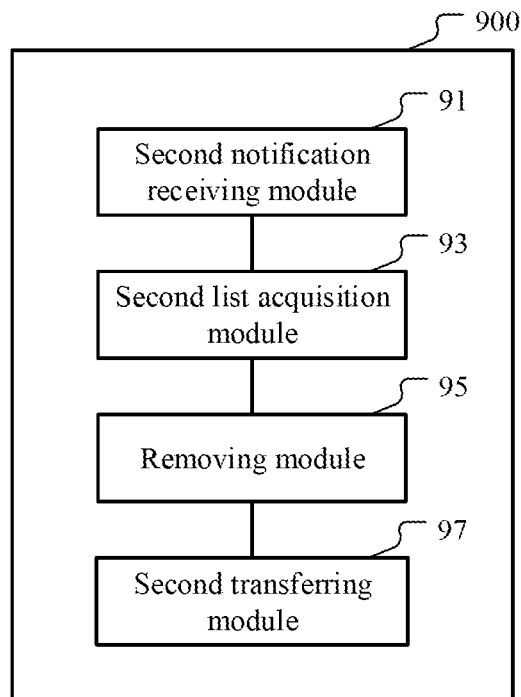 900
91
Second notification
receiving module
93
Second list acquisition
module
95
Removing module
97
Second transferring
module